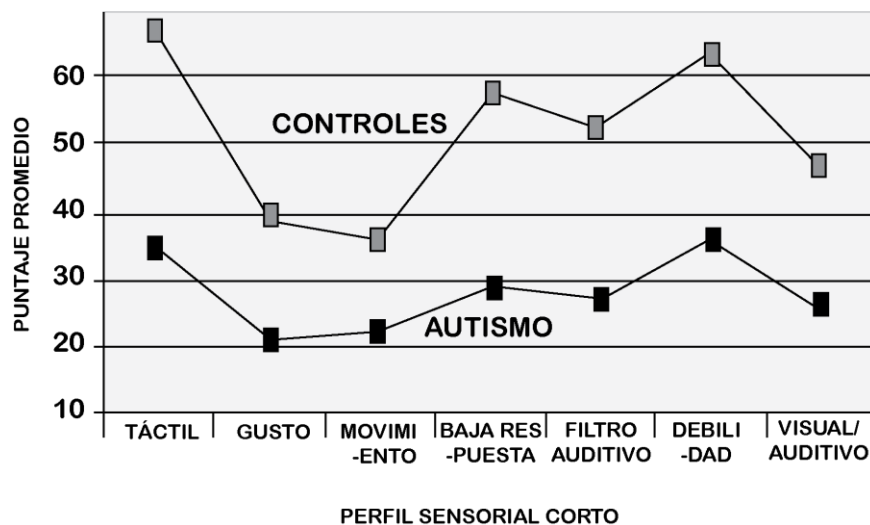 PUNTAJE PROMEDIO
60
50
40
30
20
10
CONTROLES
AUTISMO
TÁCTIL
GUSTO
MOVIMI
-ENTO
BAJA RES
-PUESTA
FILTRO
AUDITIVO
DEBILI
-DAD
VISUAL/
AUDITIVO
PERFIL SENSORIAL CORTO